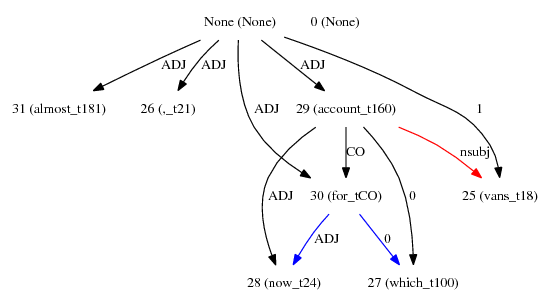 None (None) 0 (None)
ADJ ADJ ADJ
31 (almost_t181) 26 (,_t21) ADJ 29 (account_t160) 1
CO nsubj
ADJ 30 (for_tCO) 0 25 (vans_t18)
ADJ 0
28 (now_t24) 27 (which_t100)